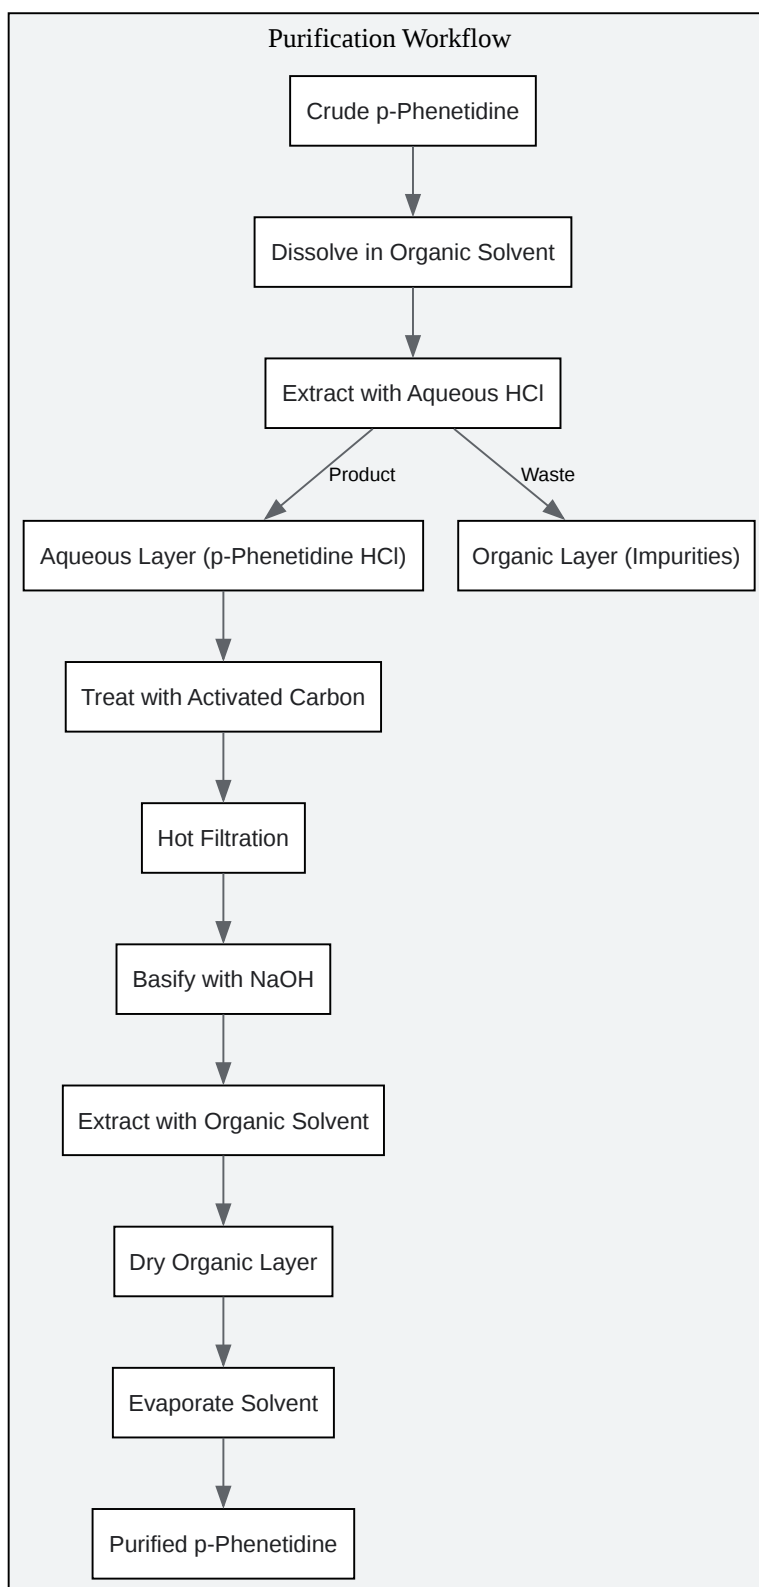 Purification Workflow
Crude p-Phenetidine
Dissolve in Organic Solvent
Extract with Aqueous HCl
Product
Waste
Aqueous Layer (p-Phenetidine HCl)
Organic Layer (Impurities)
Treat with Activated Carbon
Hot Filtration
Basify with NaOH
Extract with Organic Solvent
Dry Organic Layer
Evaporate Solvent
Purified p-Phenetidine